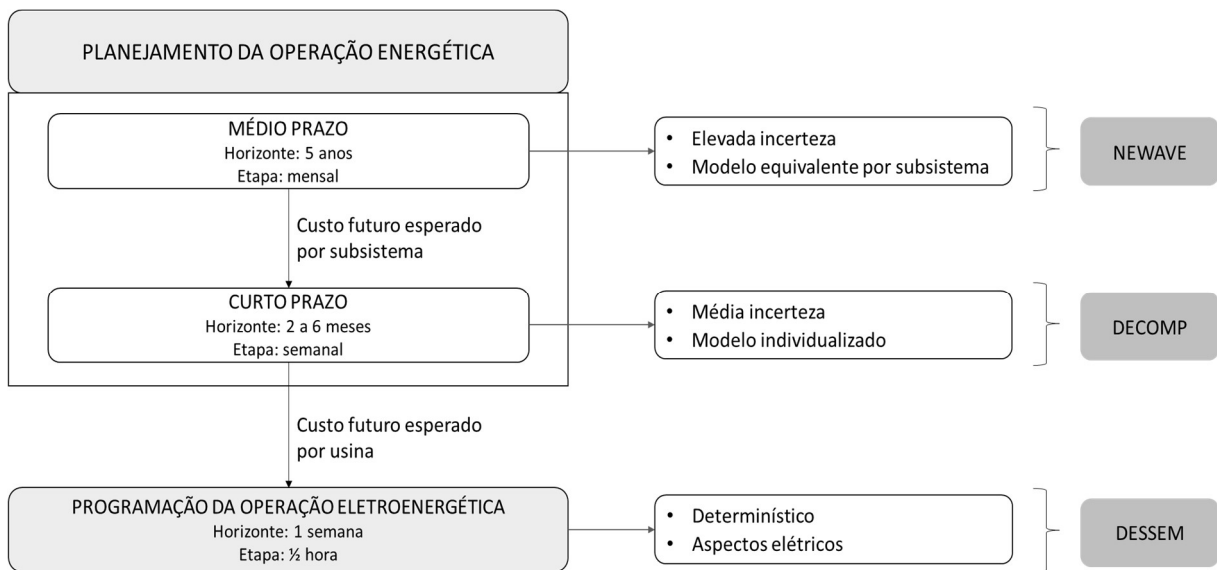 PLANEJAMENTO DA OPERAÇÃO ENERGÉTICA
MÉDIO PRAZO
Horizonte: 5 anos
Etapa: mensal
• Elevada incerteza
• Modelo equivalente por subsistema
NEWAVE
Custo futuro esperado
por subsistema
CURTO PRAZO
Horizonte: 2 a 6 meses
Etapa: semanal
• Média incerteza
• Modelo individualizado
DECOMP
Custo futuro esperado
por usina
PROGRAMAÇÃO DA OPERAÇÃO ELETROENERGÉTICA
Horizonte: 1 semana
Etapa: ½ hora
• Determinístico
• Aspectos elétricos
DESSEM